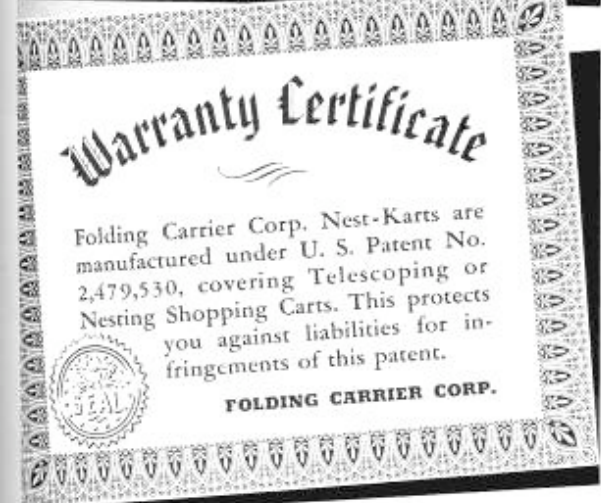 Warranty Certificate
Folding Carrier Corp. Nest-Karts are
manufactured under U. S. Patent No.
2,479,530, covering Telescoping or
Nesting Shopping Carts. This protects
you against liabilities for in-
fringements of this patent.
SEAL
FOLDING CARRIER CORP.